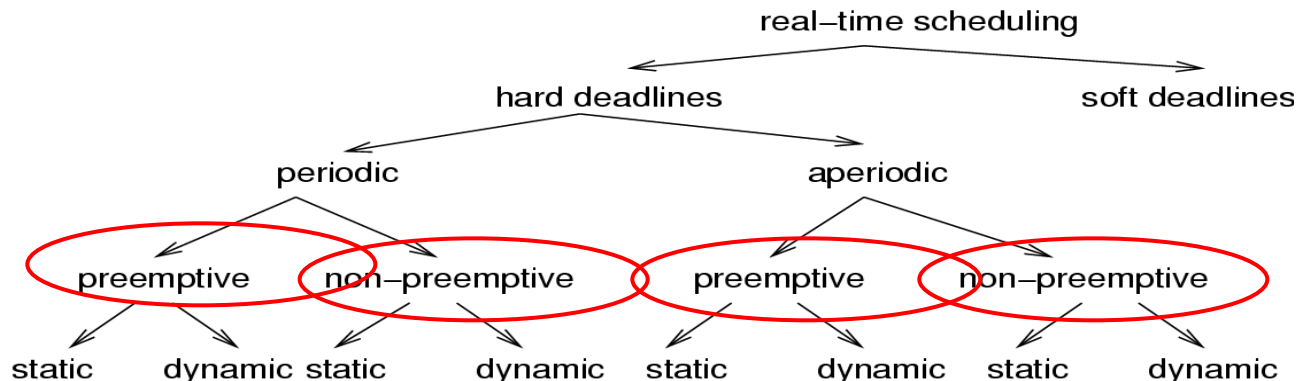 real−time scheduling
hard deadlines soft deadlines
periodic aperiodic
preemptive non−preemptive preemptive non−preemptive
static dynamic static dynamic static dynamic static dynamic